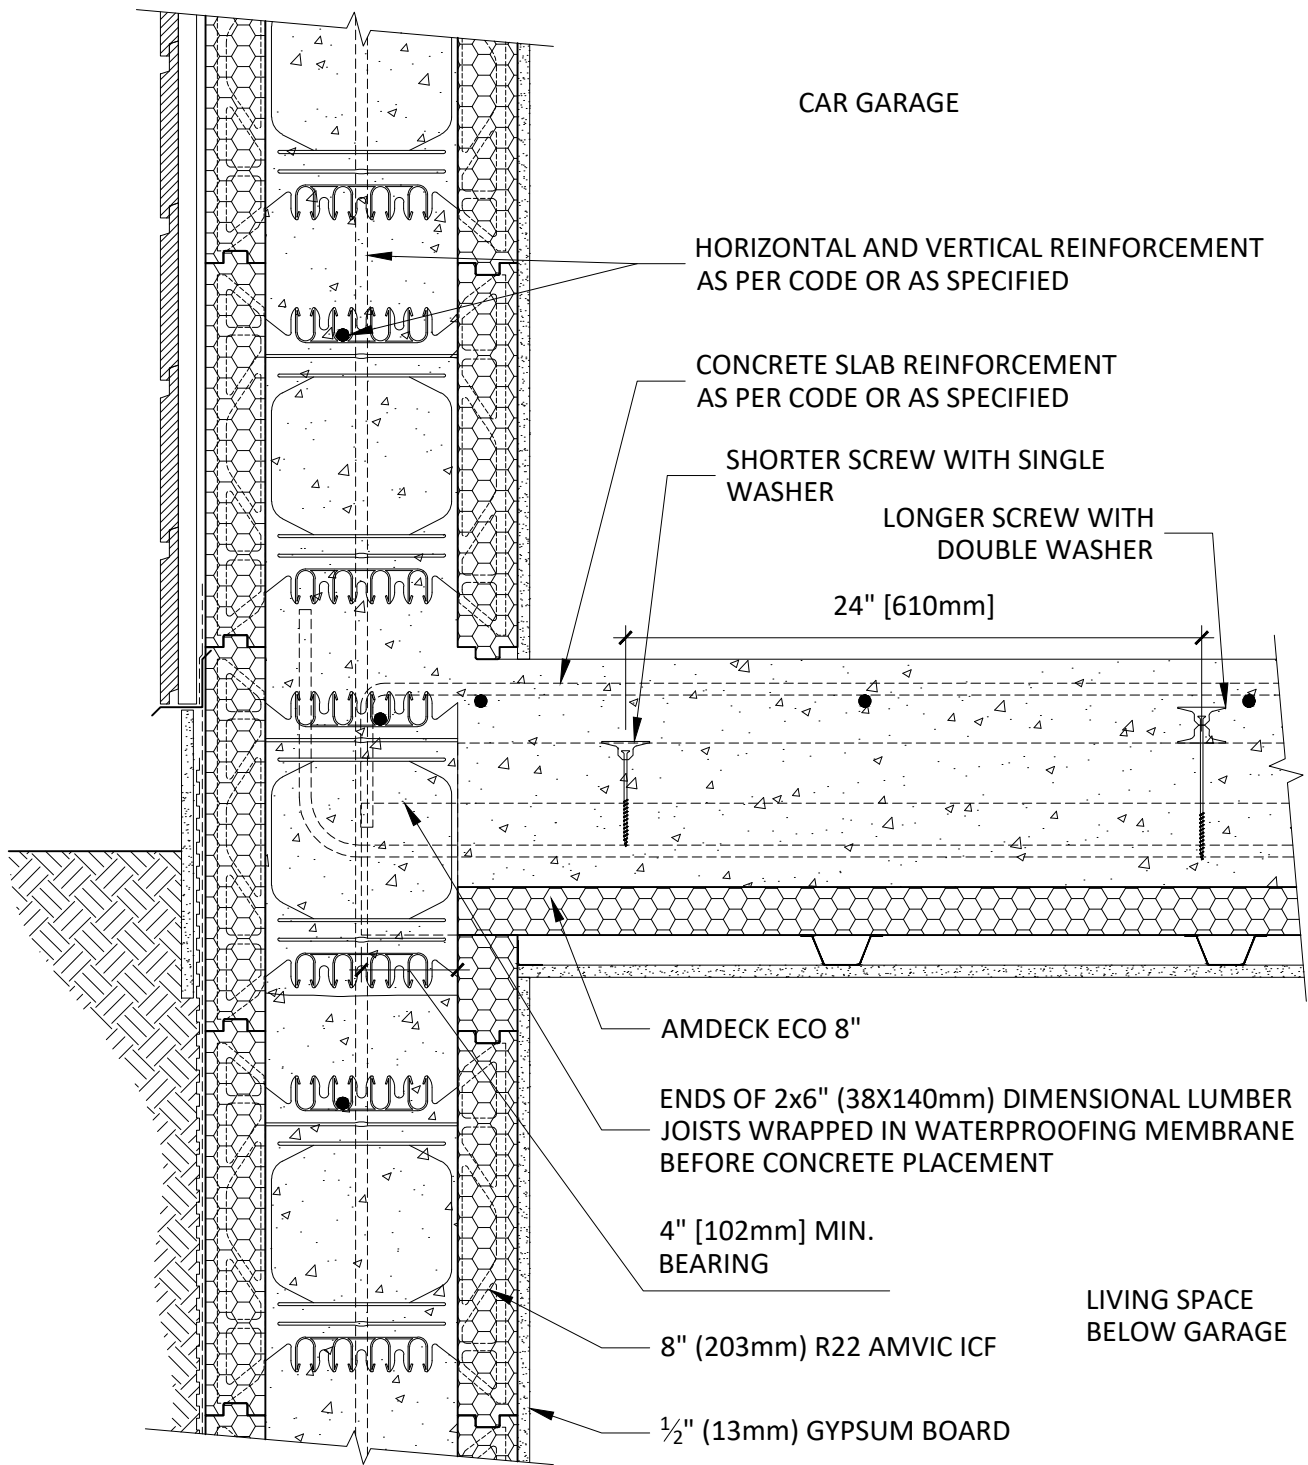 CAR GARAGE
HORIZONTAL AND VERTICAL REINFORCEMENT
AS PER CODE OR AS SPECIFIED
CONCRETE SLAB REINFORCEMENT
AS PER CODE OR AS SPECIFIED
SHORTER SCREW WITH SINGLE
WASHER
LONGER SCREW WITH
DOUBLE WASHER
24" [610mm]
AMDECK ECO 8"
ENDS OF 2x6" (38X140mm) DIMENSIONAL LUMBER
JOISTS WRAPPED IN WATERPROOFING MEMBRANE
BEFORE CONCRETE PLACEMENT
4" [102mm] MIN.
BEARING
LIVING SPACE
BELOW GARAGE
8" (203mm) R22 AMVIC ICF
½" (13mm) GYPSUM BOARD